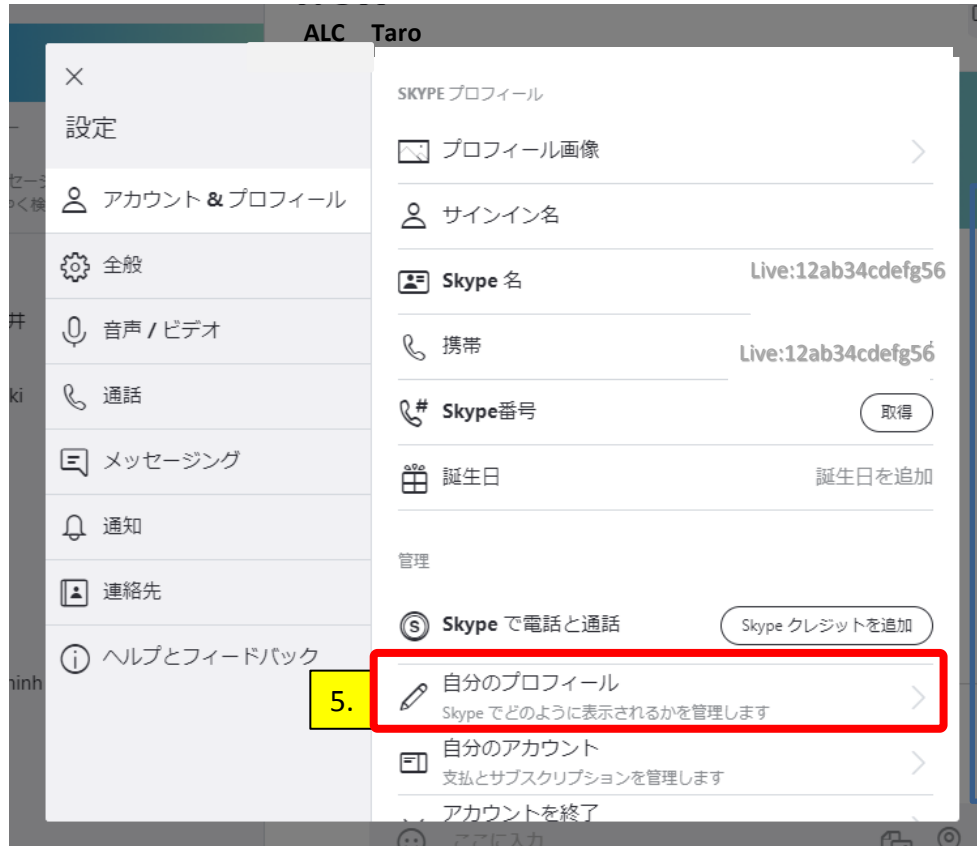 ALC Taro
設定
アカウント & プロフィール
全般
音声 / ビデオ
通話
メッセージング
通知
連絡先
ヘルプとフィードバック
SKYPE プロフィール
プロフィール画像
サインイン名
Skype 名 Live:12ab34cdefg56
携帯 Live:12ab34cdefg56
Skype番号 取得
誕生日 誕生日を追加
管理
Skype で電話と通話 Skype クレジットを追加
5.
自分のプロフィール
Skype でどのように表示されるかを管理します
自分のアカウント
支払とサブスクリプションを管理します
アカウントを終了
ここに入力
井
ki
hinh